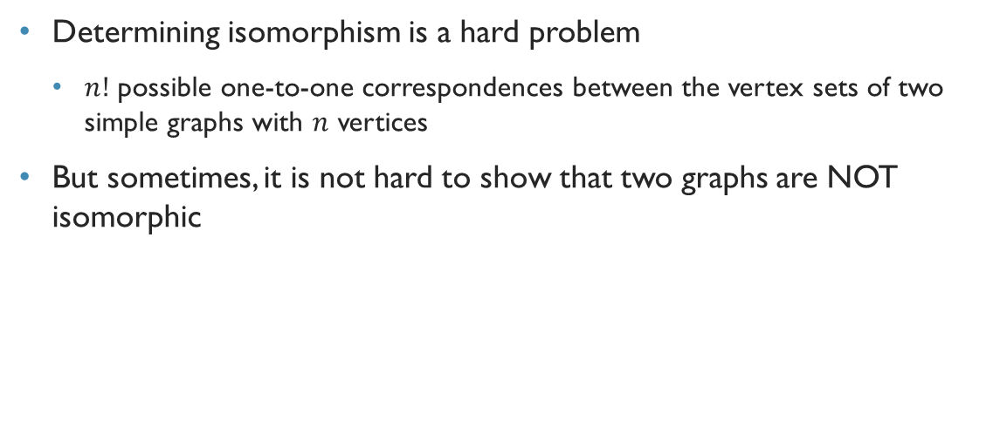 • Determining isomorphism is a hard problem
• n! possible one-to-one correspondences between the vertex sets of two
simple graphs with n vertices
• But sometimes, it is not hard to show that two graphs are NOT
isomorphic